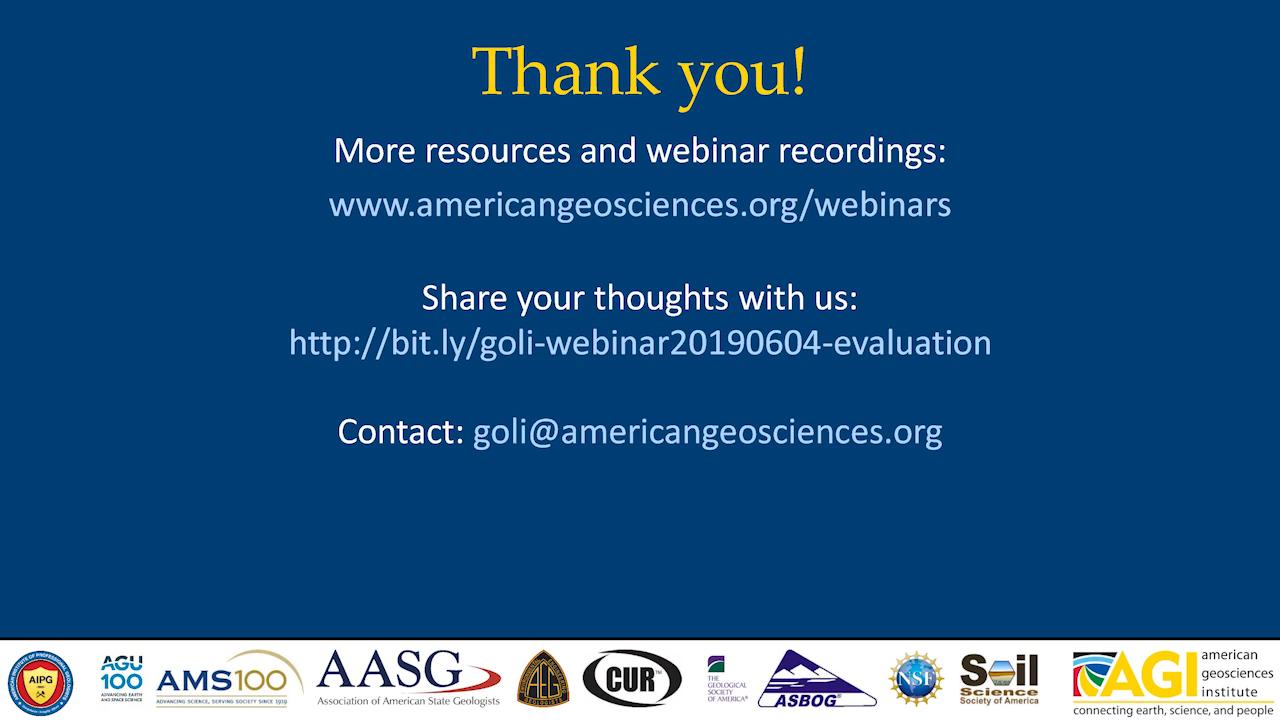 Thank you!
More resources and webinar recordings:
www.americangeosciences.org/webinars
Share your thoughts with us:
http://bit.ly/goli-webinar20190604-evaluation
Contact: goli@americangeosciences.org
AIPG
AGU
100
ADVANCING EARTH
AND SPACE SCIENCE
AMS100
ADVANCING SCIENCE, SERVING SOCIETY SINCE 1919
AASG
Association of American State Geologists
AEG
CUR
THE
GEOLOGICAL
SOCIETY
OF AMERICA®
ASBOG®
NSF
Soil
Science
Society of America
AGI
american
geosciences
institute
connecting earth, science, and people